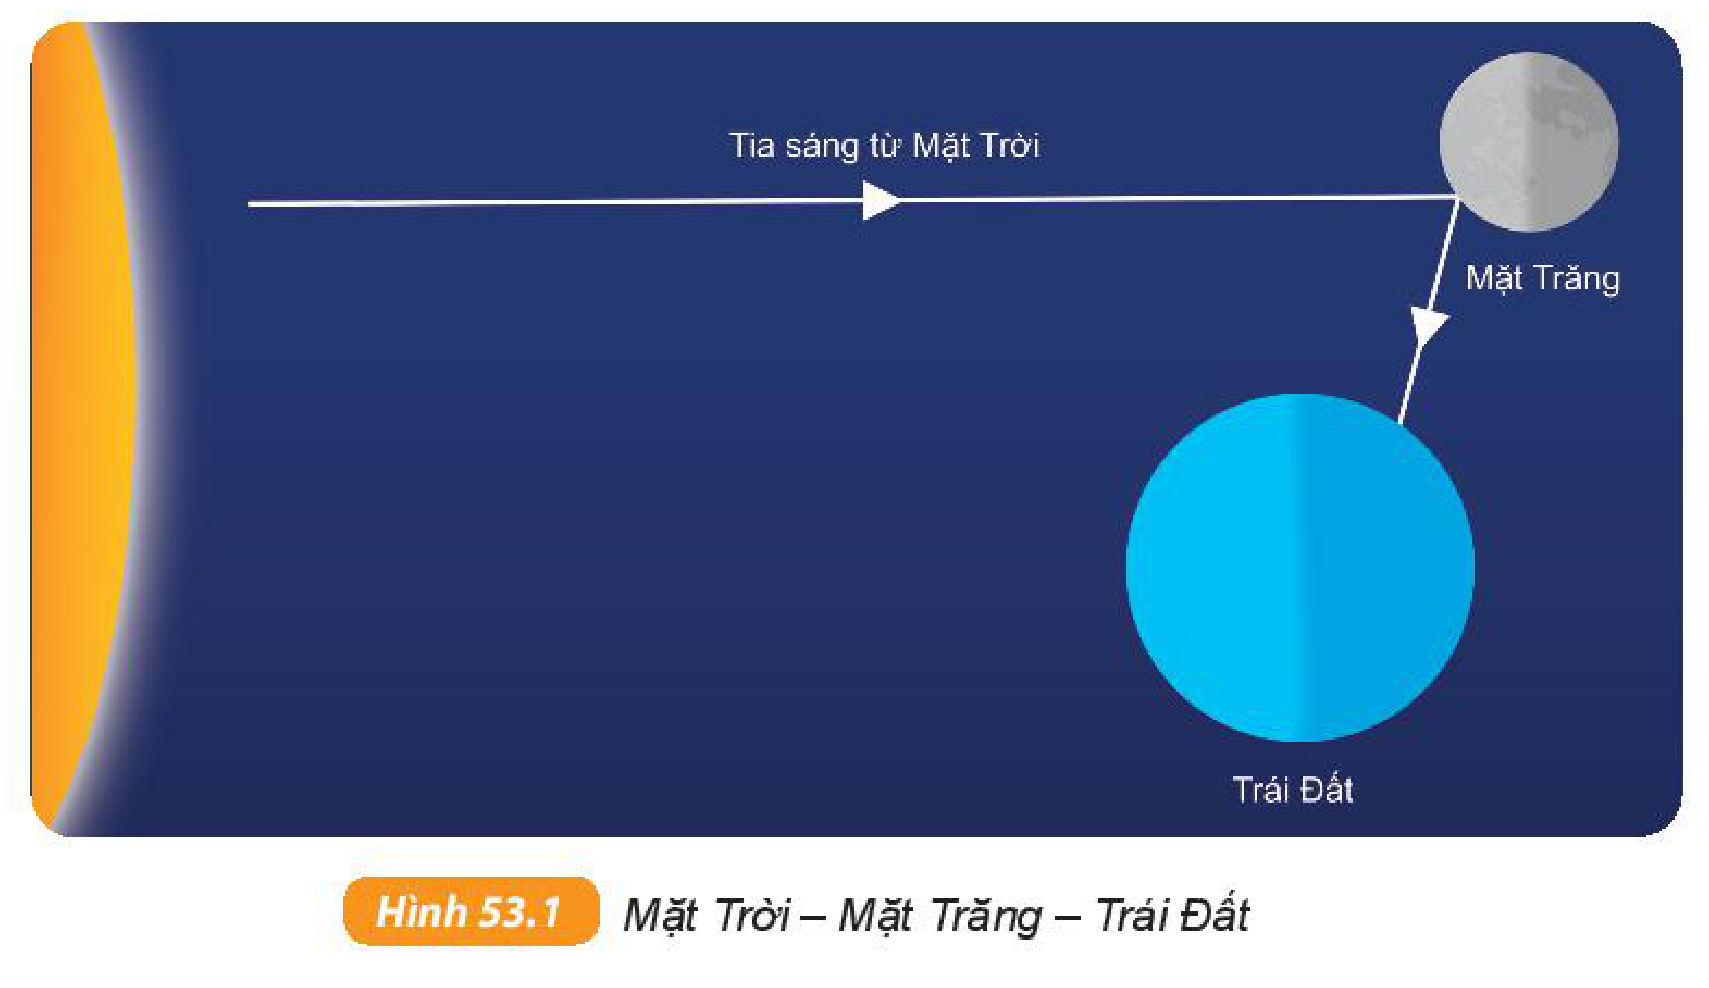 Tia sáng từ Mặt Trời
Mặt Trăng
Trái Đất
Hình 53.1 Mặt Trời – Mặt Trăng – Trái Đất